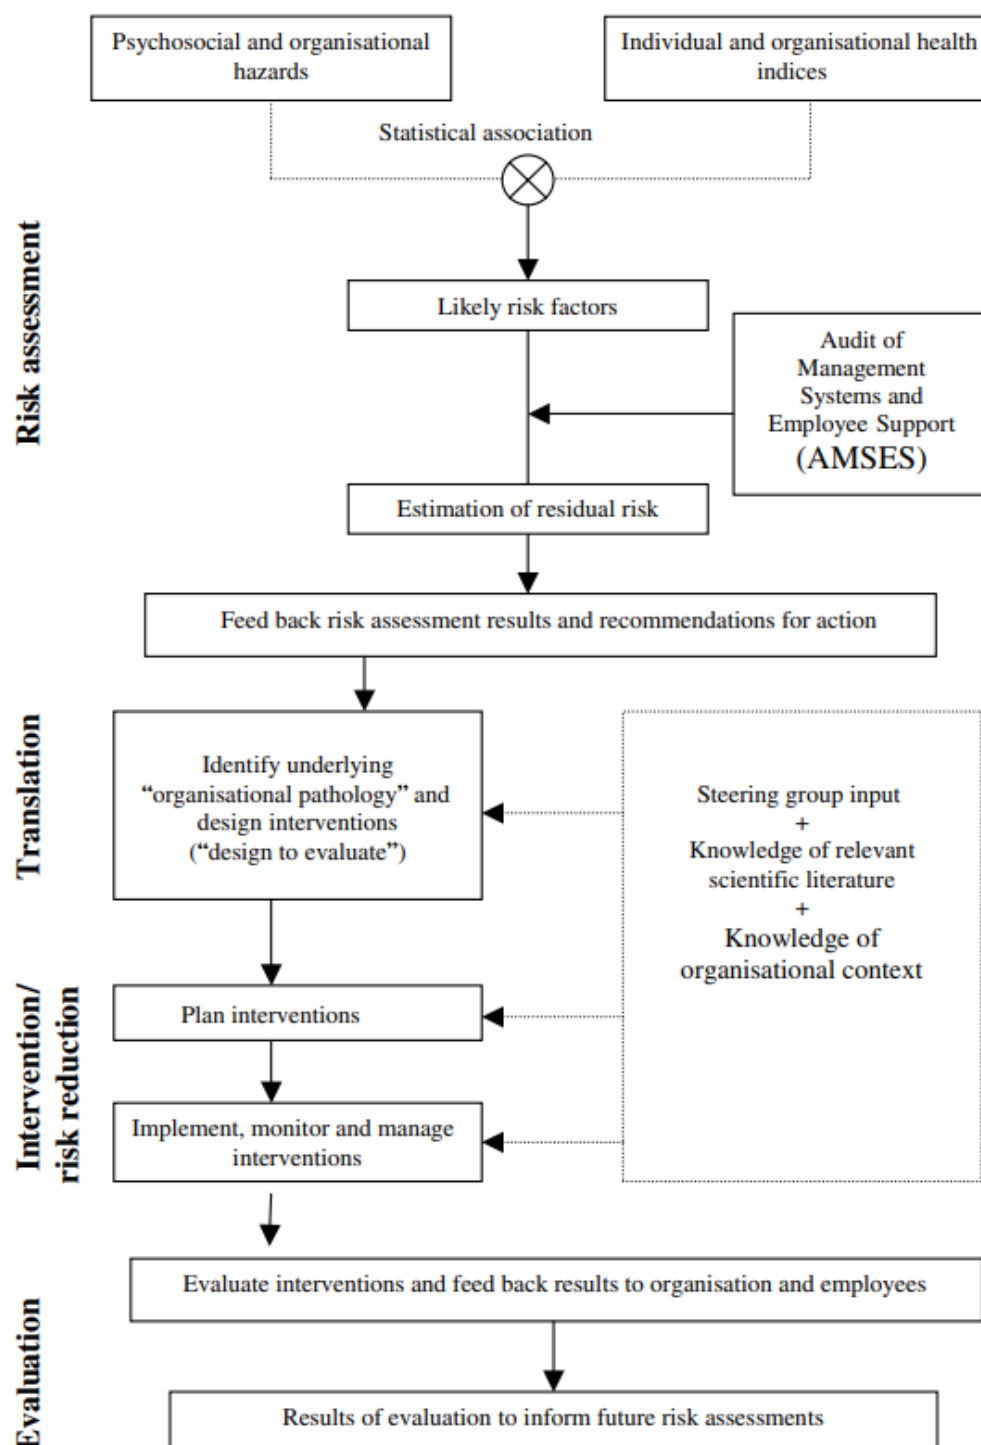 Psychosocial and organisational
hazards
Individual and organisational health
indices
Statistical association
Risk assessment
Likely risk factors
Audit of
Management
Systems and
Employee Support
(AMSES)
Estimation of residual risk
Feed back risk assessment results and recommendations for action
Translation
Identify underlying
“organisational pathology” and
design interventions
(“design to evaluate”)
Steering group input
+
Knowledge of relevant
scientific literature
+
Knowledge of
organisational context
Intervention/
risk reduction
Plan interventions
Implement, monitor and manage
interventions
Evaluation
Evaluate interventions and feed back results to organisation and employees
Results of evaluation to inform future risk assessments